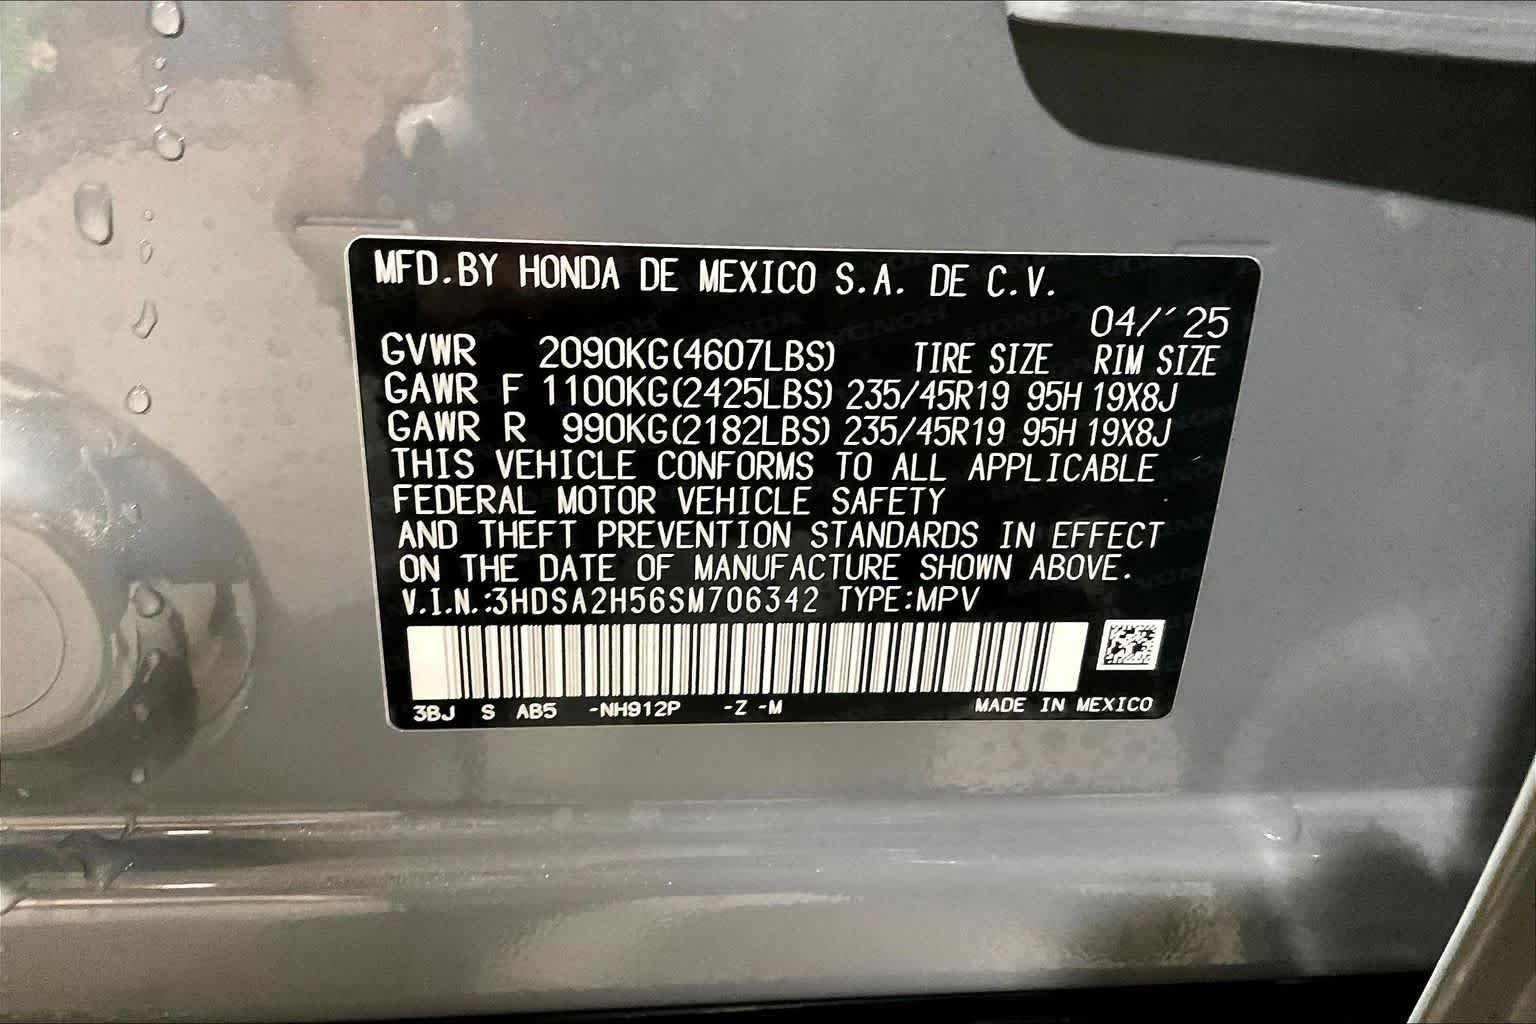 MFD.BY HONDA DE MEXICO S.A. DE C.V.
04/´25
GVWR 2090KG(4607LBS) TIRE SIZE RIM SIZE
GAWR F 1100KG(2425LBS) 235/45R19 95H 19X8J
GAWR R 990KG(2182LBS) 235/45R19 95H 19X8J
THIS VEHICLE CONFORMS TO ALL APPLICABLE
FEDERAL MOTOR VEHICLE SAFETY
AND THEFT PREVENTION STANDARDS IN EFFECT
ON THE DATE OF MANUFACTURE SHOWN ABOVE.
V.I.N.:3HDSA2H56SM706342 TYPE:MPV
3BJ S AB5 -NH912P -Z -M MADE IN MEXICO